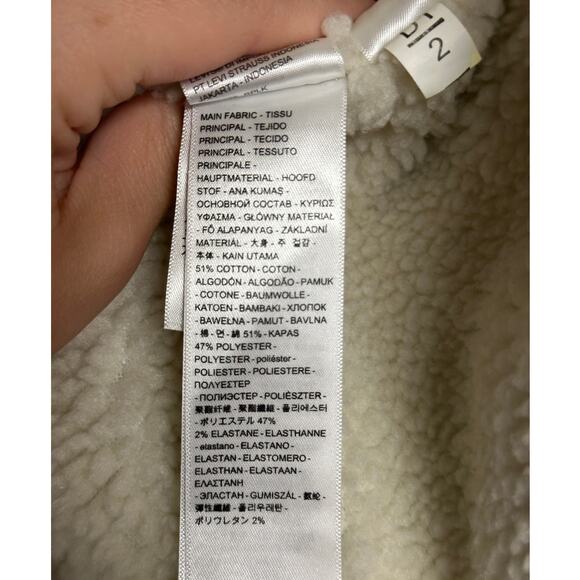 PT LEVI STRAUSS INDONESIA
JAKARTA - INDONESIA
MAIN FABRIC - TISSU
PRINCIPAL - TEJIDO
PRINCIPAL - TECIDO
PRINCIPAL - TESSUTO
PRINCIPALE -
HAUPTMATERIAL - HOOFD
STOF - ANA KUMAŞ -
ОСНОВНОЙ СОСТАВ - ΚΥΡΙΩΣ
ΥΦΑΣΜΑ - GŁÓWNY MATERIAŁ
- FŐ ALAPANYAG - ZÁKLADNÍ
MATERIÁL - 大身 - 주 겉감 -
本体 - KAIN UTAMA
51% COTTON - COTON -
ALGODÓN - ALGODÃO - PAMUK
- COTONE - BAUMWOLLE -
KATOEN - ΒΑΜΒΑΚΙ - ХЛОПОК
- BAWEŁNA - PAMUT - BAVLNA
- 棉 - 면 - 綿 51% - KAPAS
47% POLYESTER -
POLYESTER - poliéster -
POLIESTER - POLIESTERE -
ΠΟΛΥΕΣΤΕΡ
- ПОЛИЭСТЕР - POLIÉSZTER -
聚酯纤维 - 聚酯纖維 - 폴리에스터
- ポリエステル 47%
2% ELASTANE - ELASTHANNE
- elastano - ELASTANO -
ELASTAN - ELASTOMERO -
ELASTHAN - ELASTAAN -
ΕΛΑΣΤΑΝΗ
- ЭЛАСТАН - GUMISZÁL - 氨纶 -
彈性纖維 - 폴리우레탄 -
ポリウレタン 2%
2